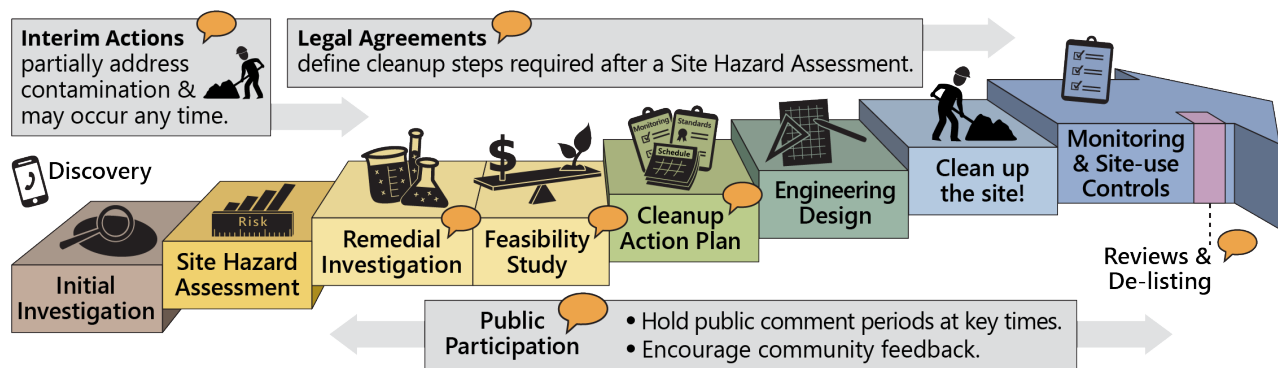 Interim Actions
partially address
contamination &
may occur any time.
Legal Agreements
define cleanup steps required after a Site Hazard Assessment.
Discovery
Initial
Investigation
Risk
Site Hazard
Assessment
Remedial
Investigation
$
Feasibility
Study
Monitoring
Standards
Schedule
Cleanup
Action Plan
Engineering
Design
Clean up
the site!
Monitoring
& Site-use
Controls
Reviews &
De-listing
Public
Participation
• Hold public comment periods at key times.
• Encourage community feedback.